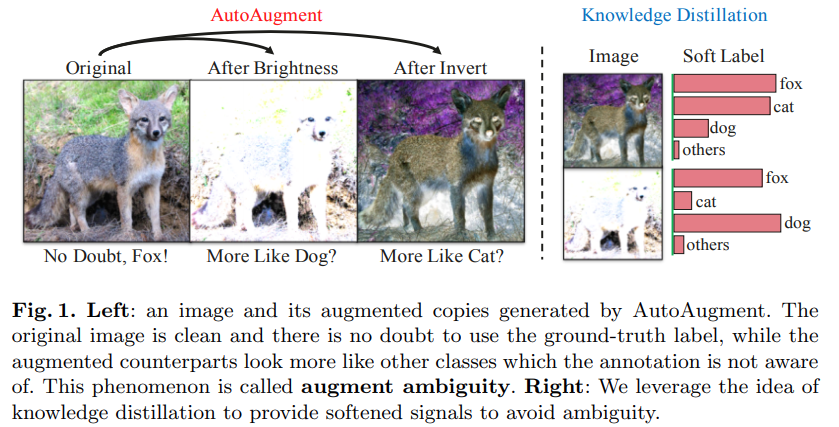 AutoAugment
Original
After Brightness
After Invert
No Doubt, Fox!
More Like Dog?
More Like Cat?
Knowledge Distillation
Image
Soft Label
fox
cat
dog
others
fox
cat
dog
others
Fig. 1. Left: an image and its augmented copies generated by AutoAugment. The
original image is clean and there is no doubt to use the ground-truth label, while the
augmented counterparts look more like other classes which the annotation is not aware
of. This phenomenon is called augment ambiguity. Right: We leverage the idea of
knowledge distillation to provide softened signals to avoid ambiguity.